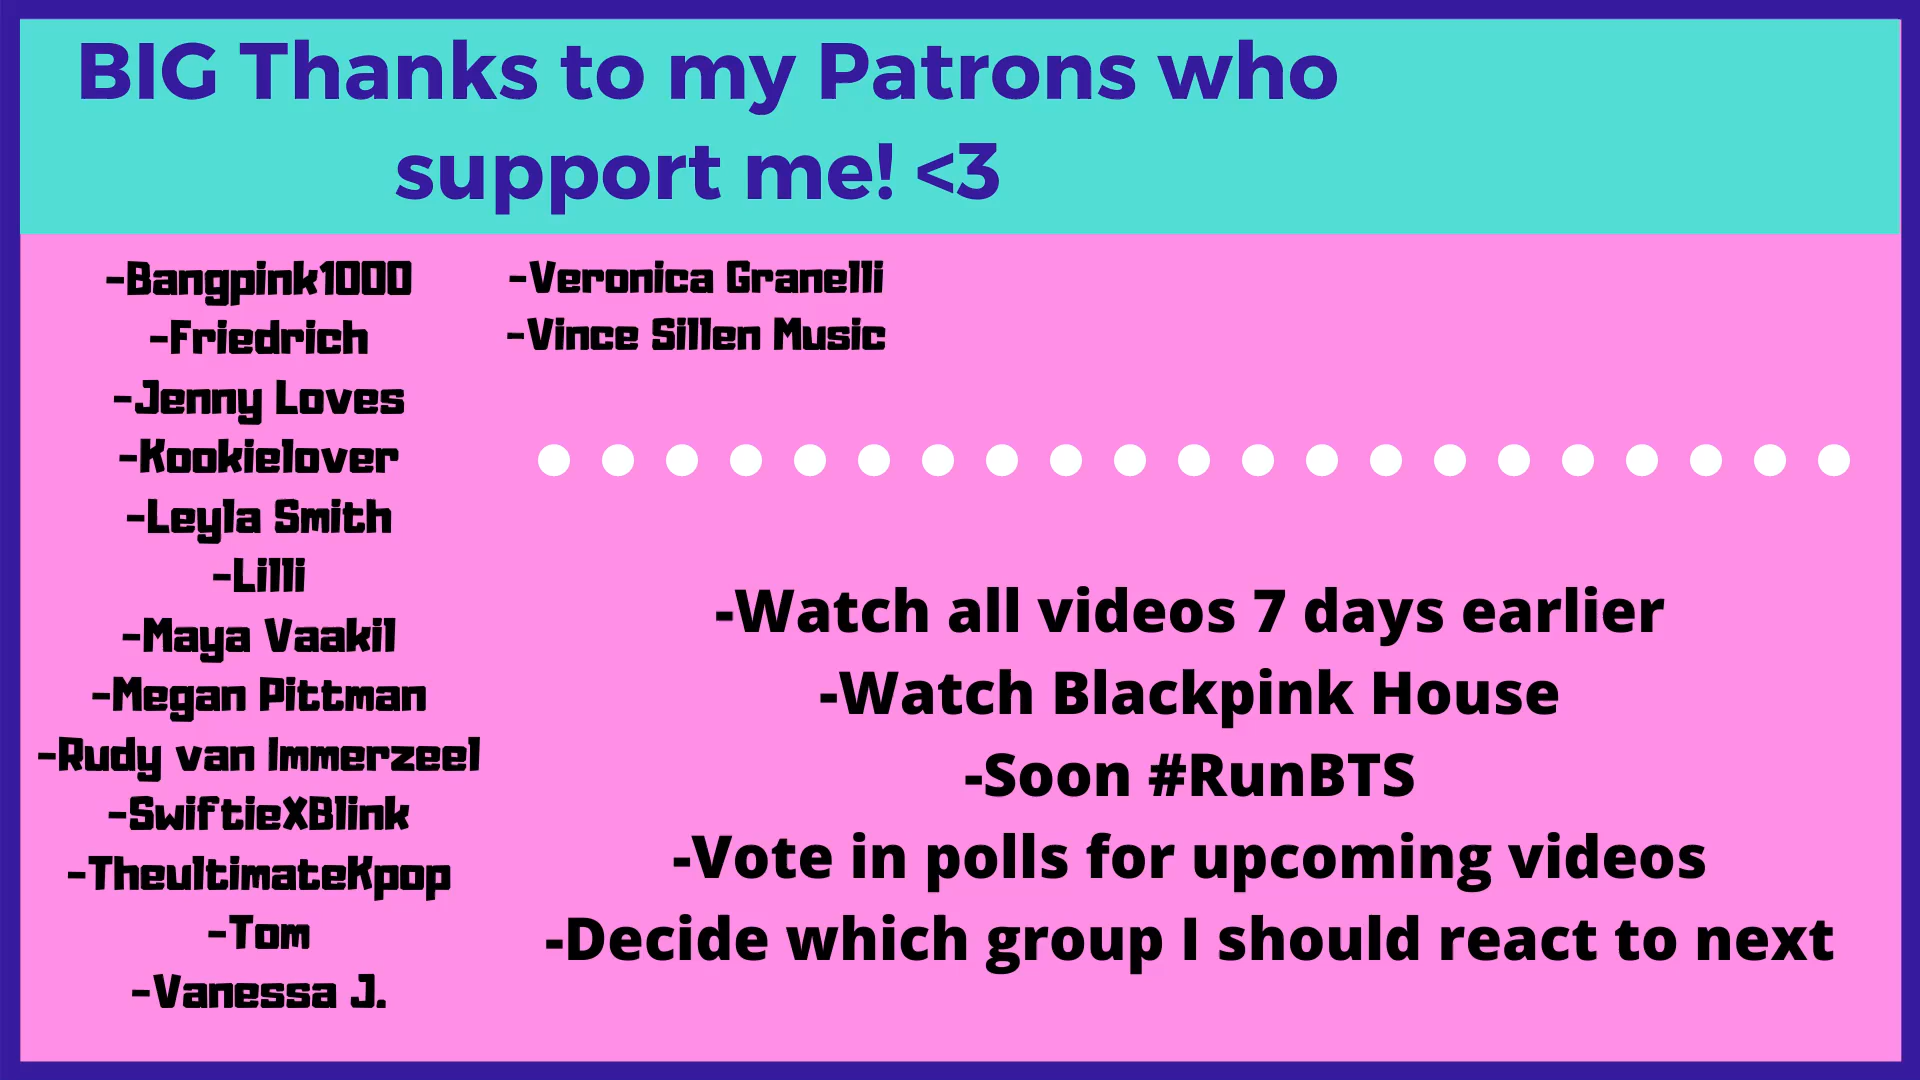 BIG Thanks to my Patrons who
support me! <3
-Bangpink1000
-Friedrich
-Jenny Loves
-Kookielover
-Leyla Smith
-Lilli
-Maya Vaakil
-Megan Pittman
-Rudy van Immerzeel
-SwiftieXBlink
-TheultimateKpop
-Tom
-Vanessa J.
-Veronica Granelli
-Vince Sillen Music
-Watch all videos 7 days earlier
-Watch Blackpink House
-Soon #RunBTS
-Vote in polls for upcoming videos
-Decide which group I should react to next